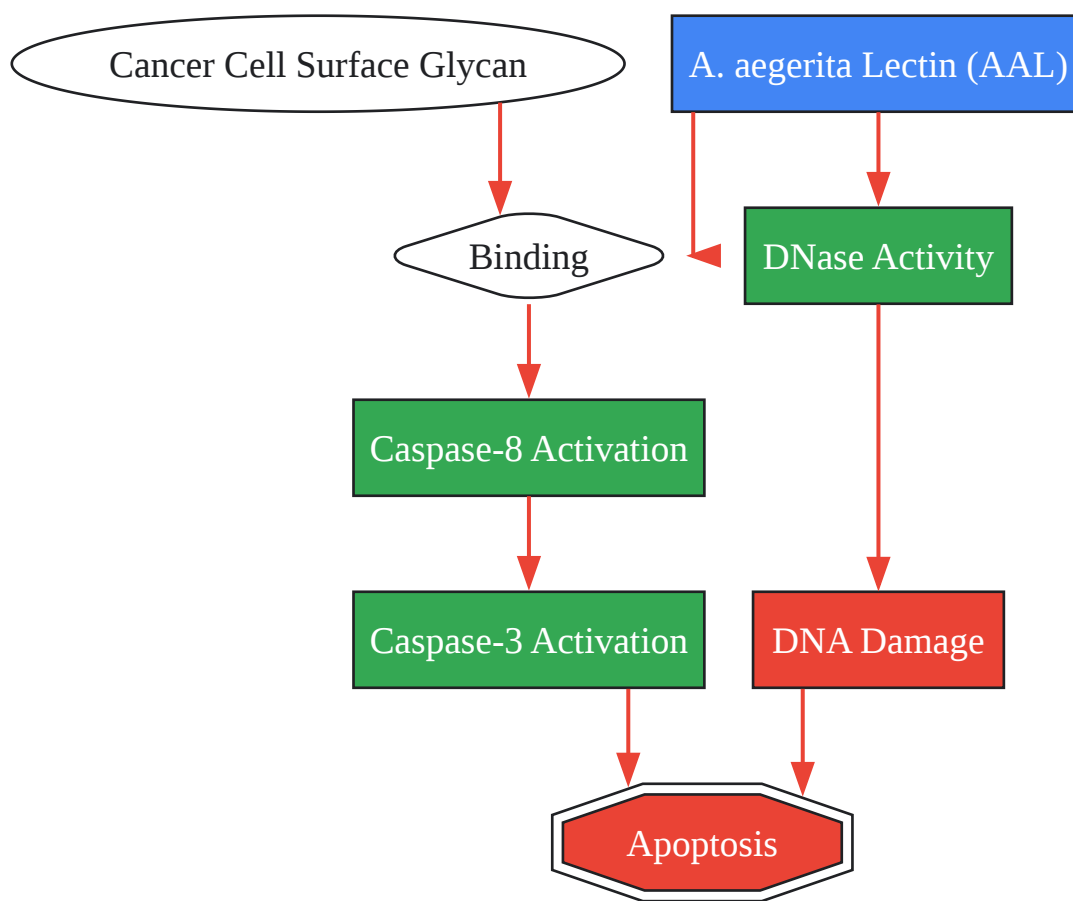 Cancer Cell Surface Glycan
A. aegerita Lectin (AAL)
Binding
DNase Activity
Caspase-8 Activation
Caspase-3 Activation
DNA Damage
Apoptosis